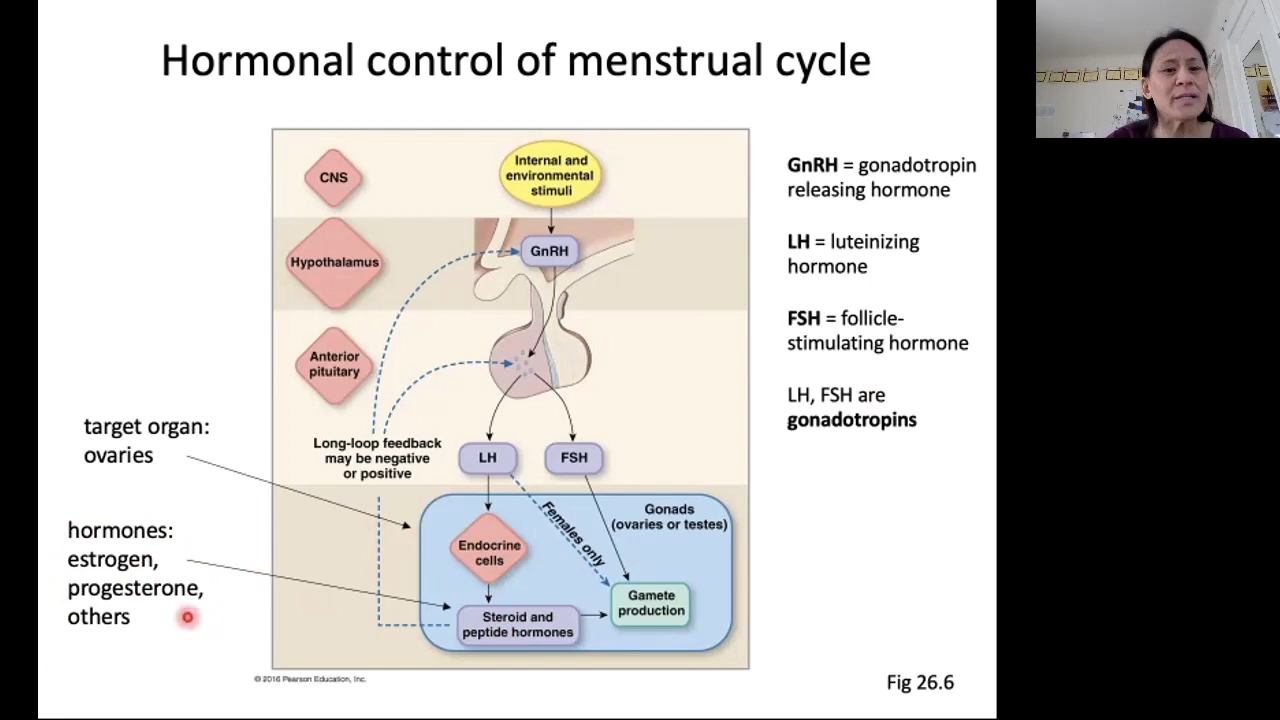 Hormonal control of menstrual cycle
CNS
Internal and
environmental
stimuli
Hypothalamus
GnRH
Anterior
pituitary
Long-loop feedback
may be negative
or positive
LH
FSH
Gonads
(ovaries or testes)
Females only
Endocrine
cells
Gamete
production
Steroid and
peptide hormones
target organ:
ovaries
hormones:
estrogen,
progesterone,
others
GnRH = gonadotropin
releasing hormone
LH = luteinizing
hormone
FSH = follicle-
stimulating hormone
LH, FSH are
gonadotropins
© 2016 Pearson Education, Inc.
Fig 26.6